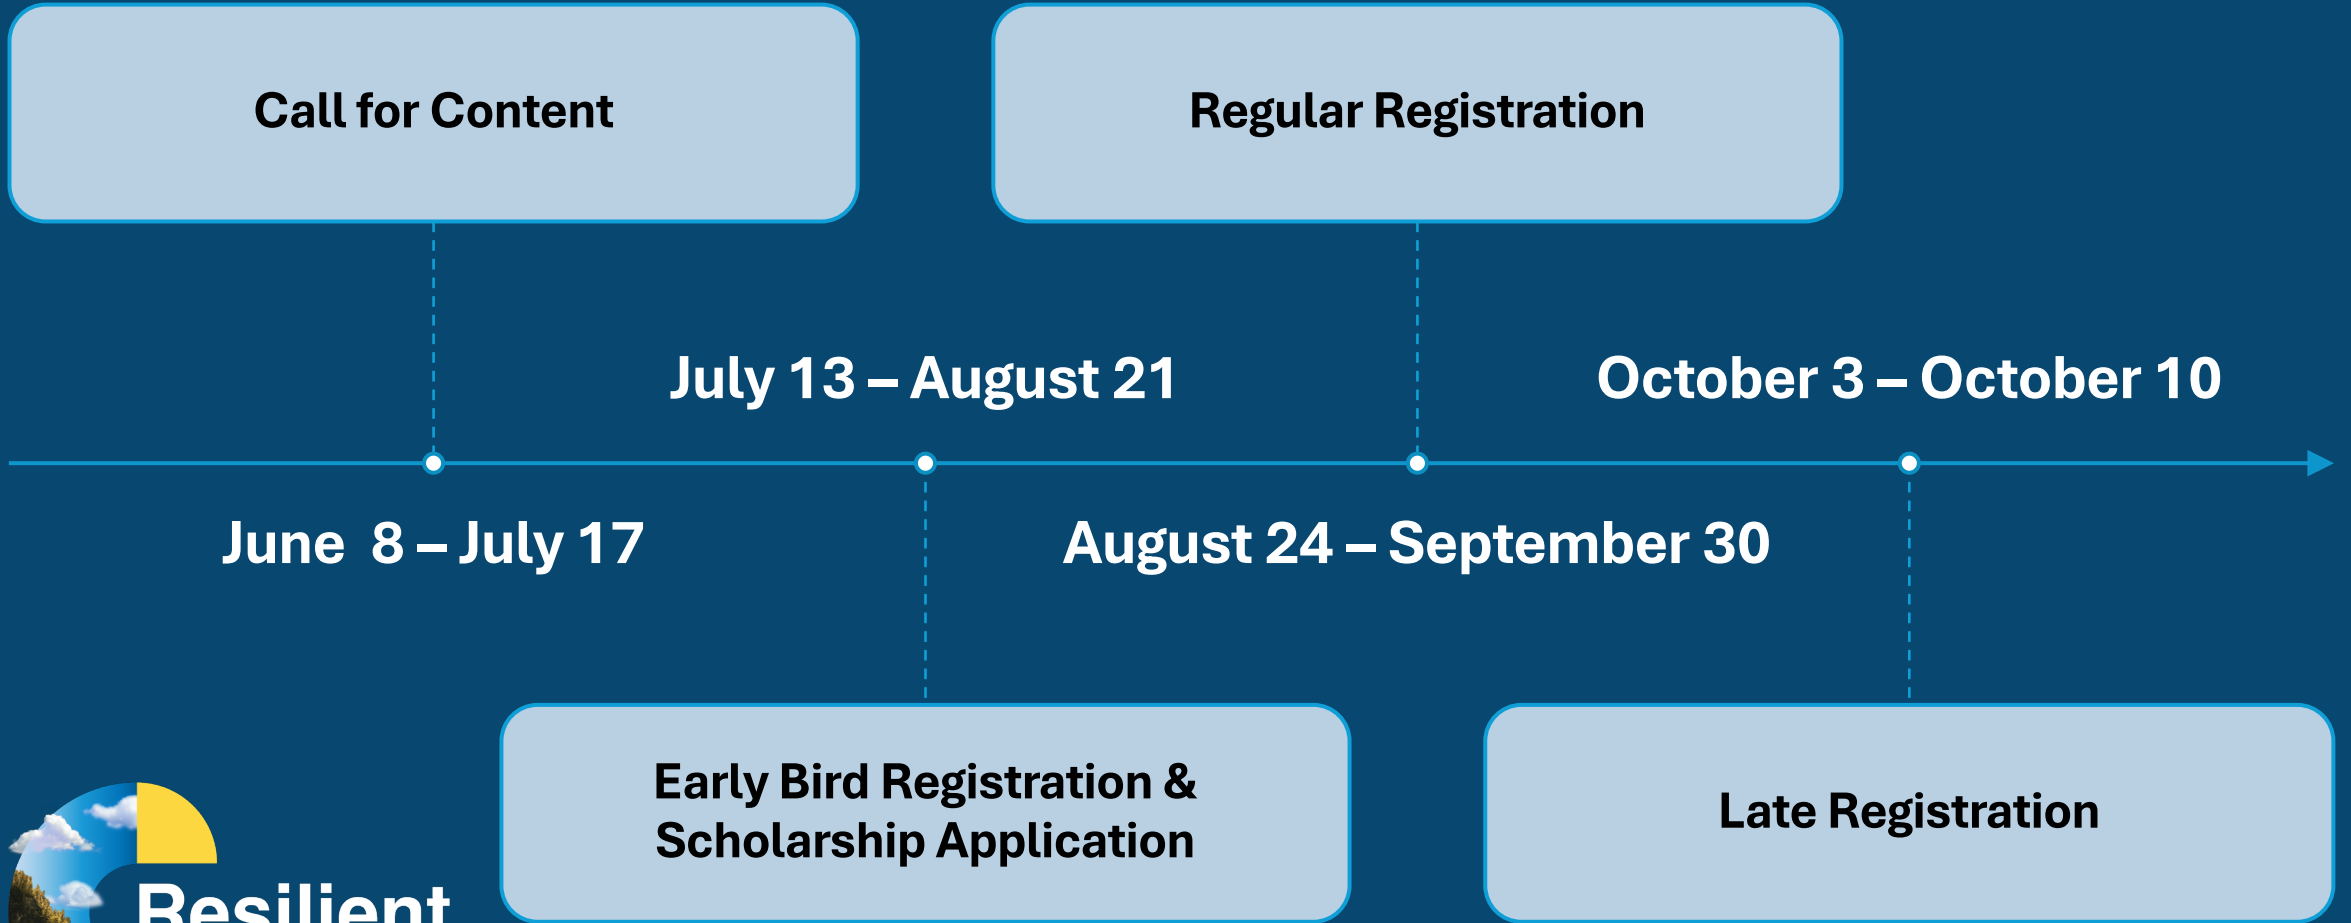 Call for Content
Regular Registration
July 13 – August 21
October 3 – October 10
June  8 – July 17
August 24 – September 30
Early Bird Registration &
Scholarship Application
Late Registration
Resilient